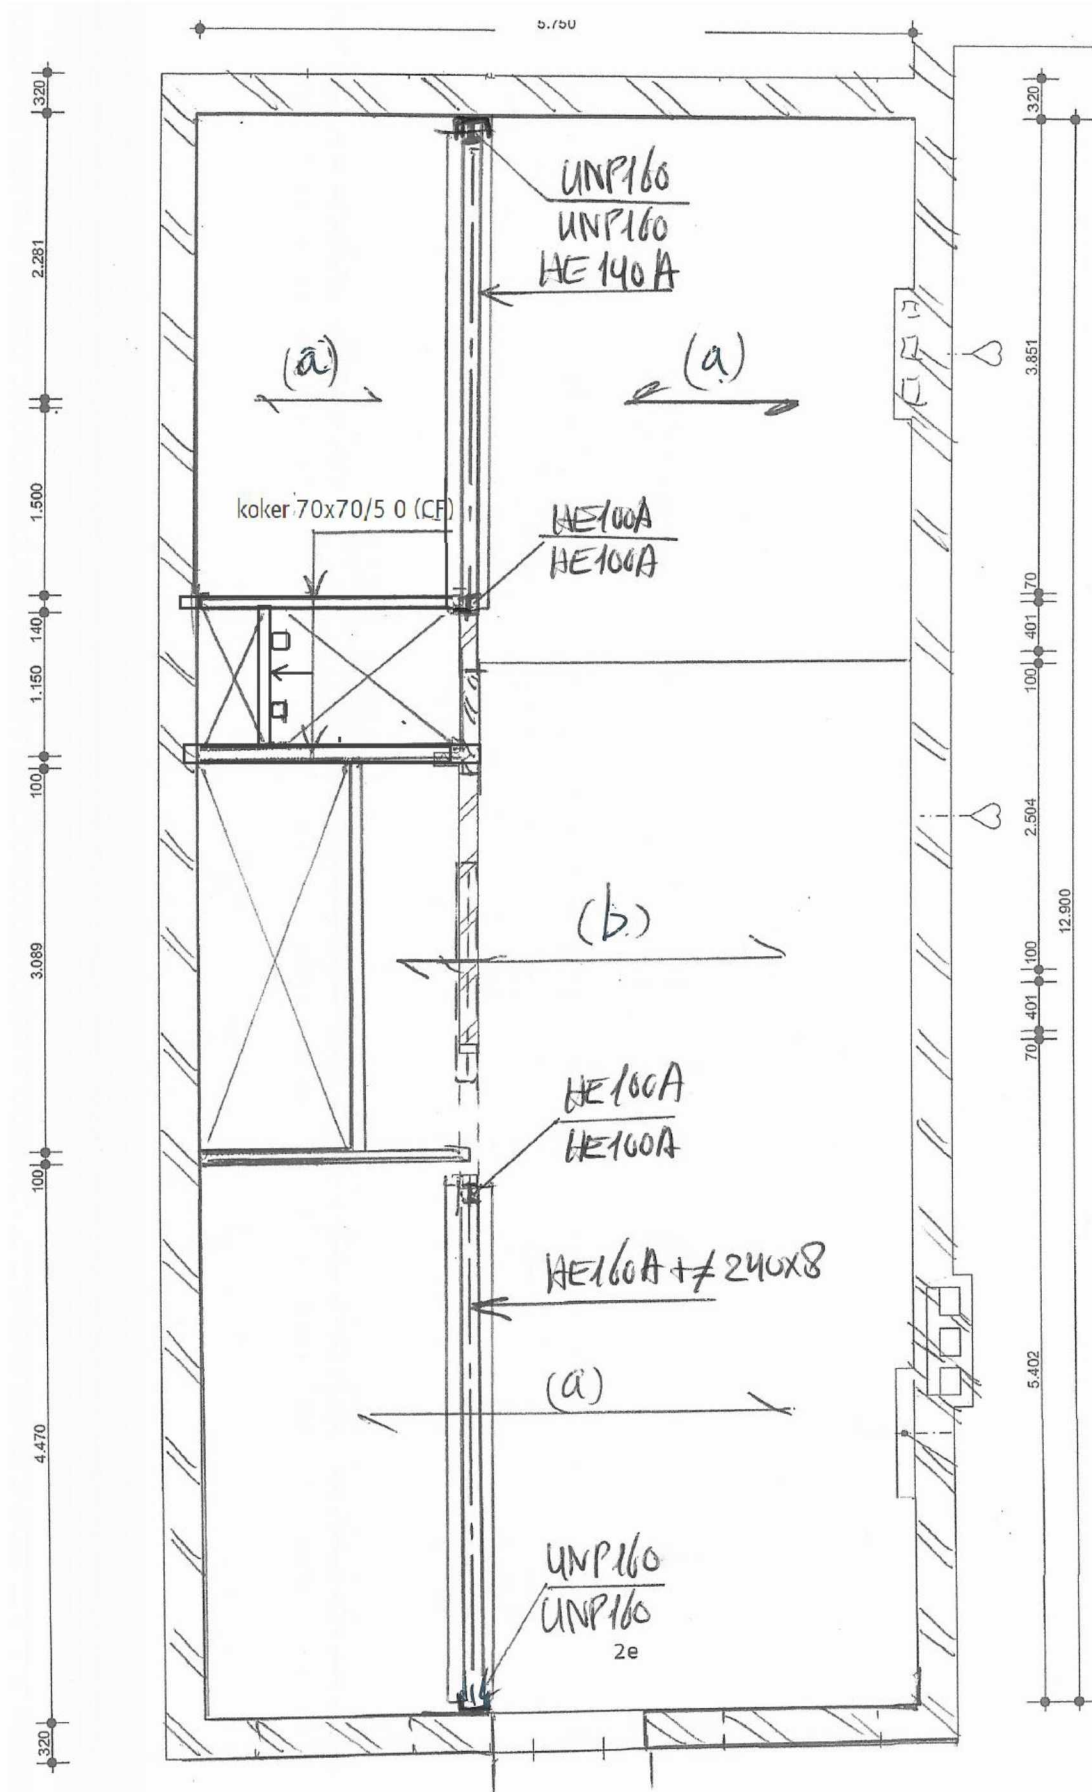 5.750
320
320
UNP160
UNP160
HE140A
2.281
3.851
(a)
(a)
koker 70x70/5 0 (CF)
1.500
HE100A
HE100A
140
70
401
1.150
100
100
2.504
12.900
(b)
3.089
100
401
70
HE100A
HE100A
100
HE160A + ≠ 240x8
5.402
(a)
4.470
UNP160
UNP160
2e
320